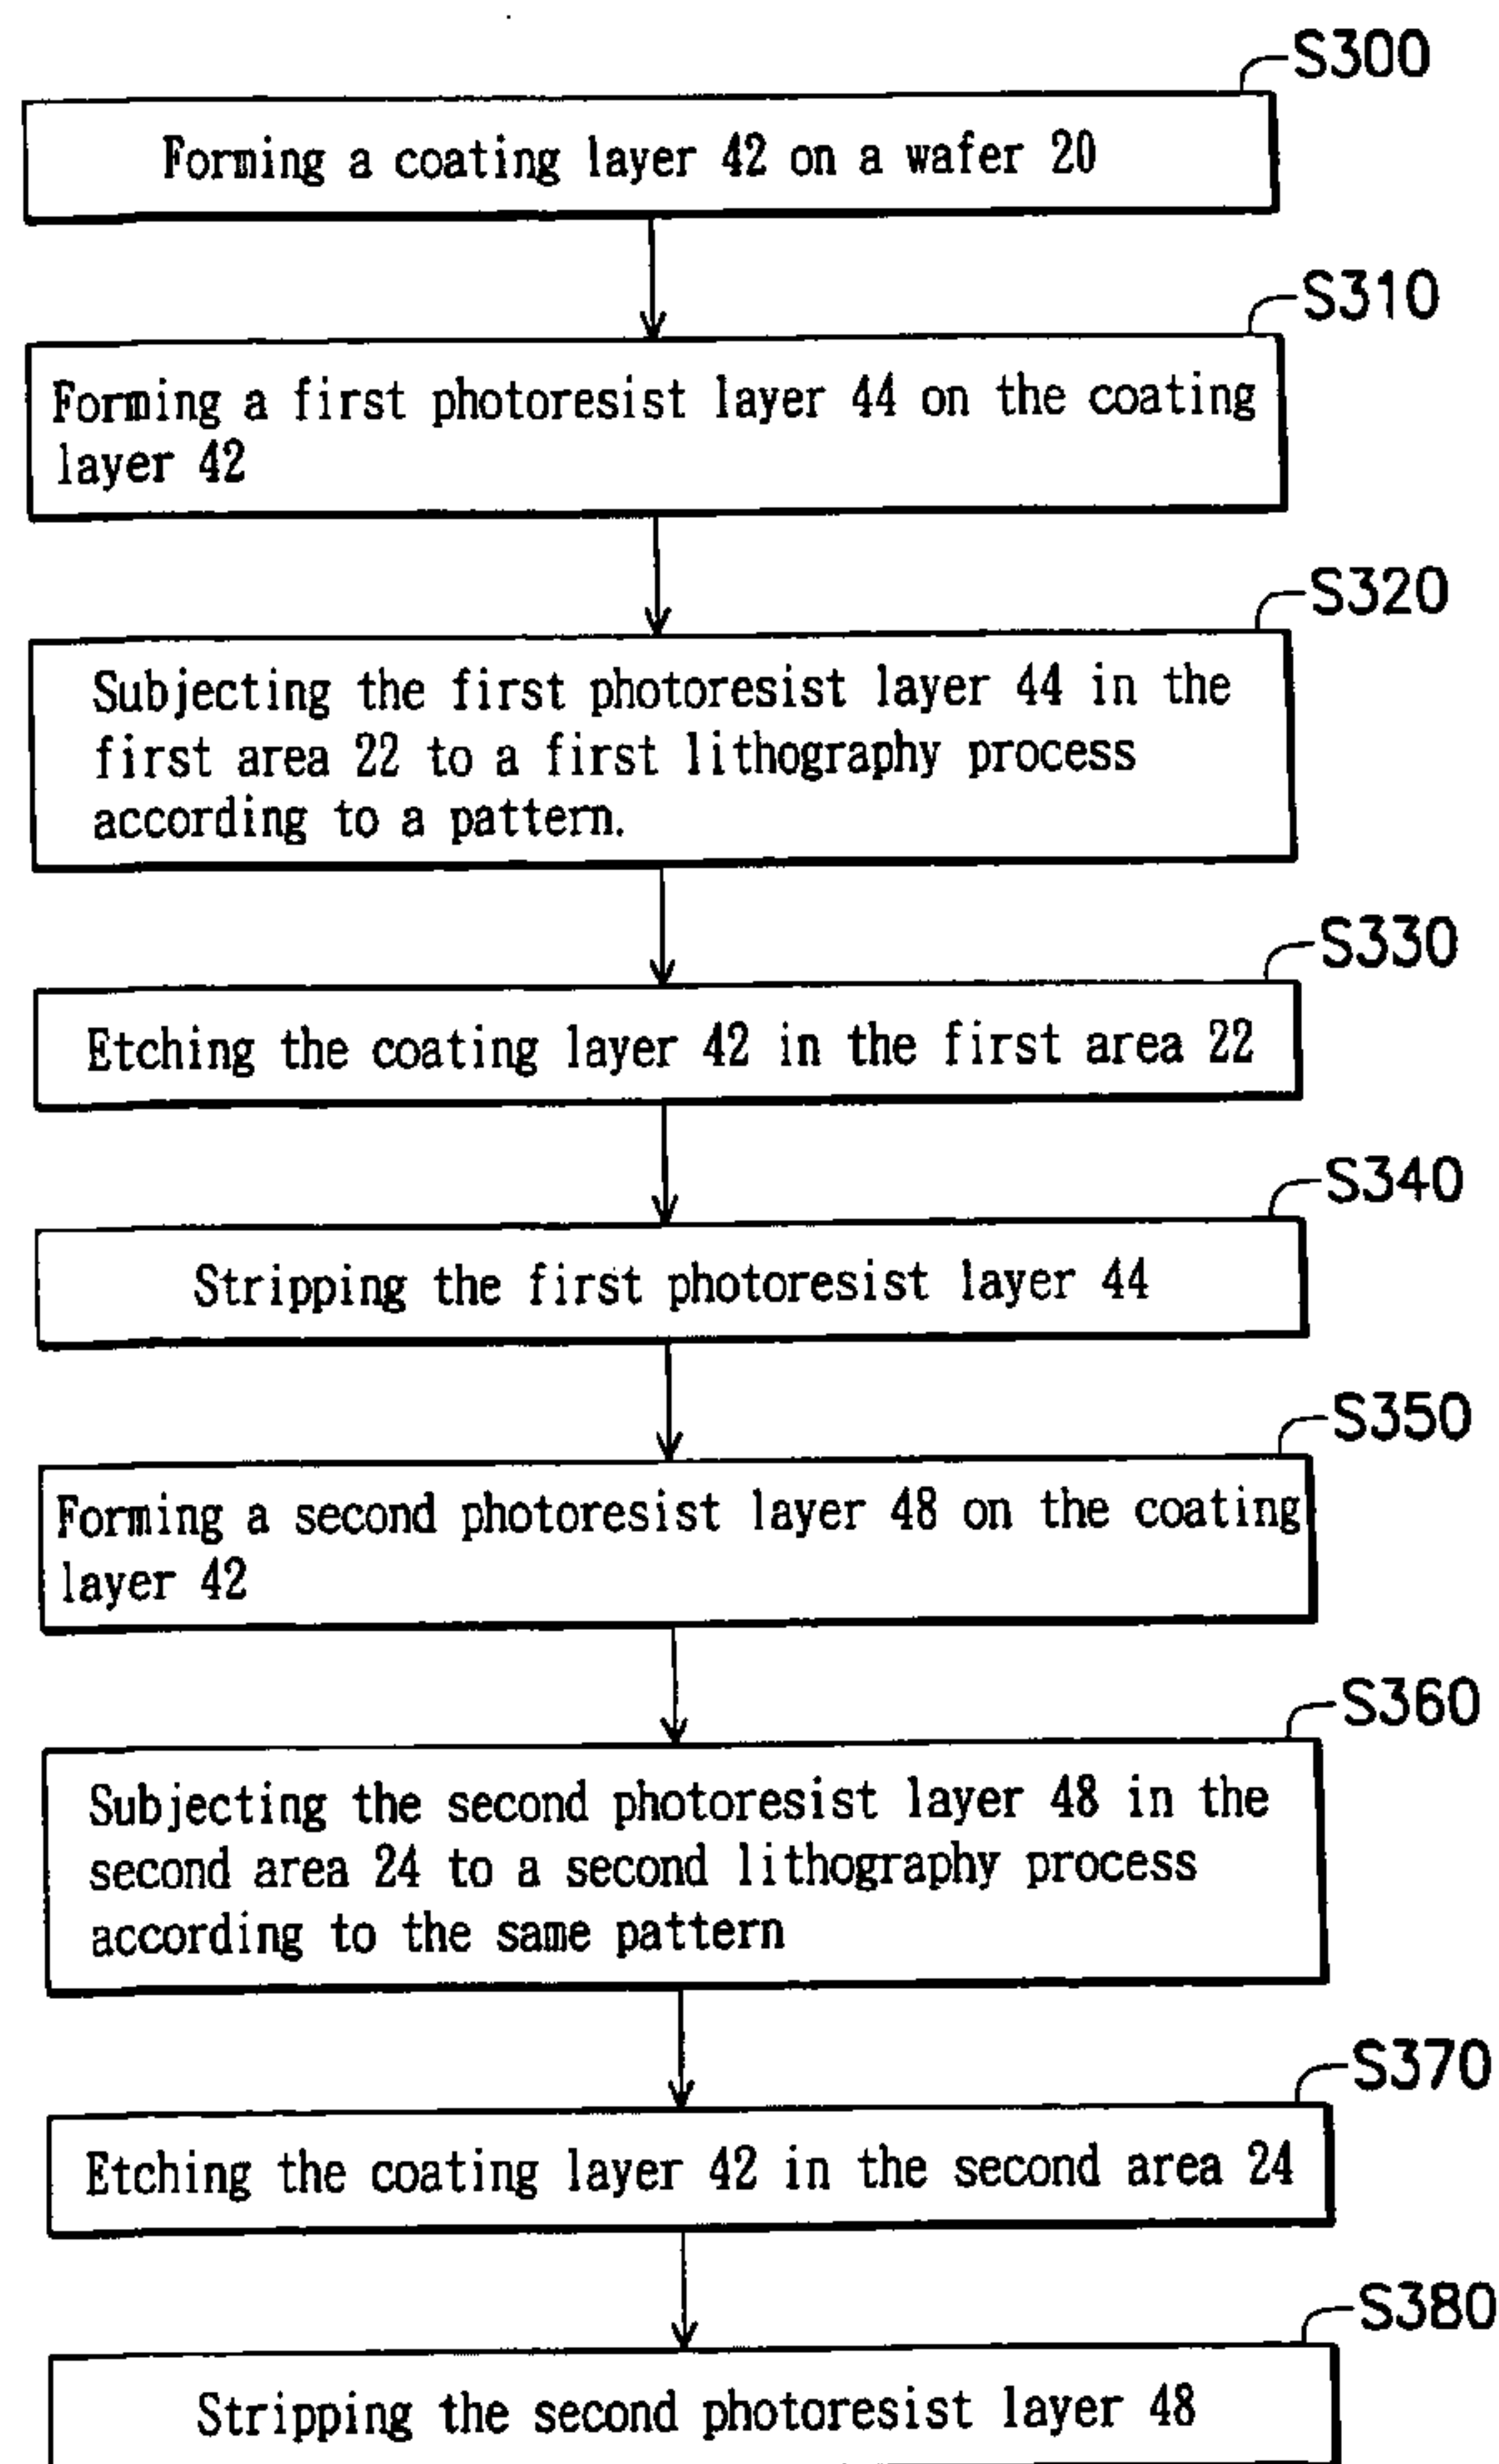 S300
Forming a coating layer 42 on a wafer 20
S310
Forming a first photoresist layer 44 on the coating
layer 42
S320
Subjecting the first photoresist layer 44 in the
first area 22 to a first lithography process
according to a pattern.
S330
Etching the coating layer 42 in the first area 22
S340
Stripping the first photoresist layer 44
S350
Forming a second photoresist layer 48 on the coating
layer 42
S360
Subjecting the second photoresist layer 48 in the
second area 24 to a second lithography process
according to the same pattern
S370
Etching the coating layer 42 in the second area 24
S380
Stripping the second photoresist layer 48